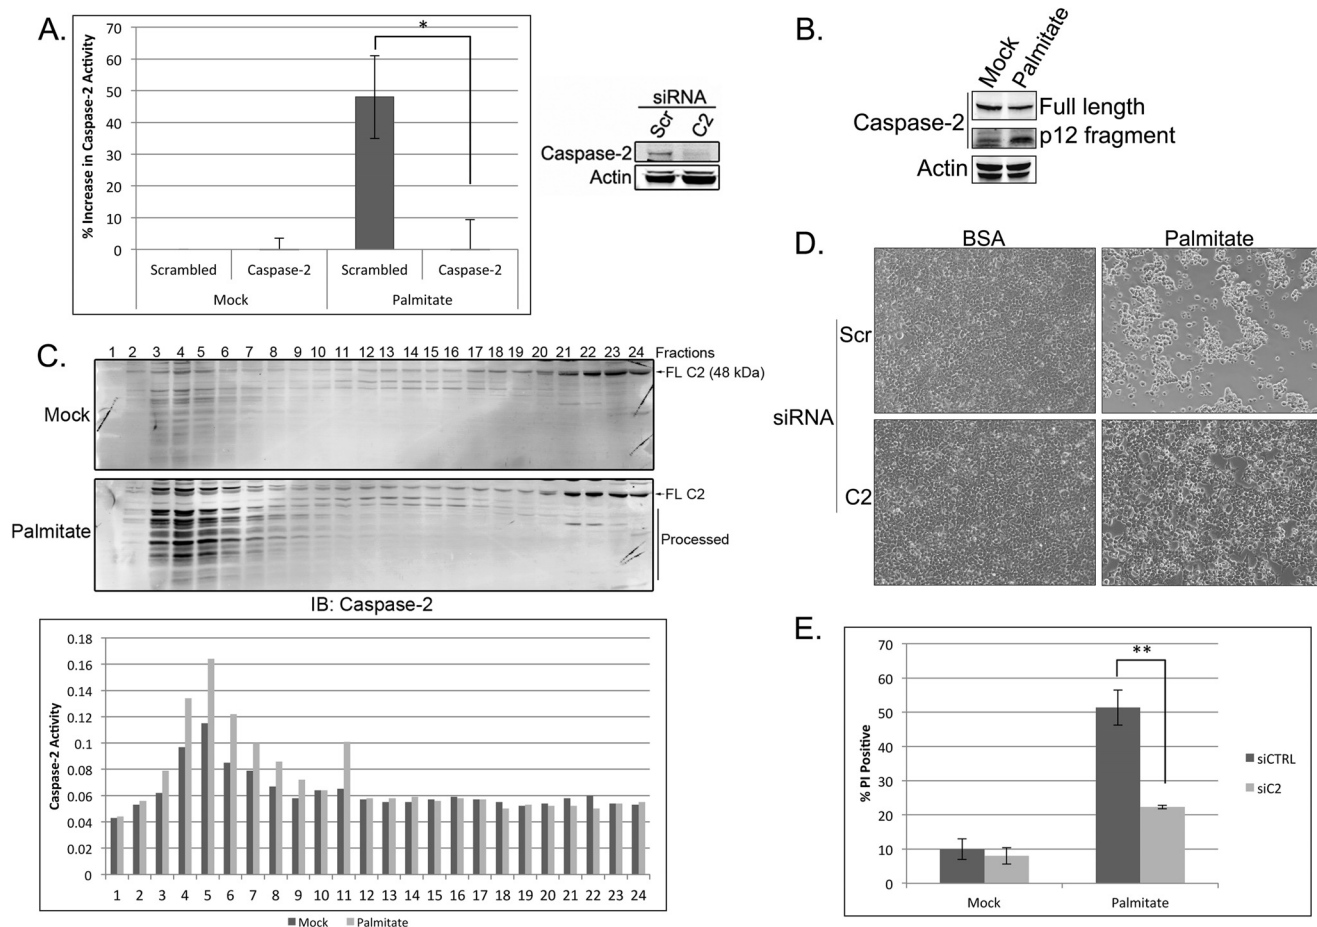 A.
% Increase in Caspase-2 Activity
70
60
50
40
30
20
10
0
*
Scrambled Caspase-2 Scrambled Caspase-2
Mock Palmitate
siRNA
Scr C2
Caspase-2
Actin
B.
Mock Palmitate
Caspase-2
Full length
p12 fragment
Actin
C.
1 2 3 4 5 6 7 8 9 10 11 12 13 14 15 16 17 18 19 20 21 22 23 24 Fractions
Mock
FL C2 (48 kDa)
Palmitate
FL C2
Processed
IB: Caspase-2
Caspase-2 Activity
0.18
0.16
0.14
0.12
0.1
0.08
0.06
0.04
0.02
0
1 2 3 4 5 6 7 8 9 10 11 12 13 14 15 16 17 18 19 20 21 22 23 24
Mock Palmitate
D.
BSA Palmitate
siRNA
Scr
C2
E.
% PI Positive
70
60
50
40
30
20
10
0
**
Mock Palmitate
siCTRL
siC2